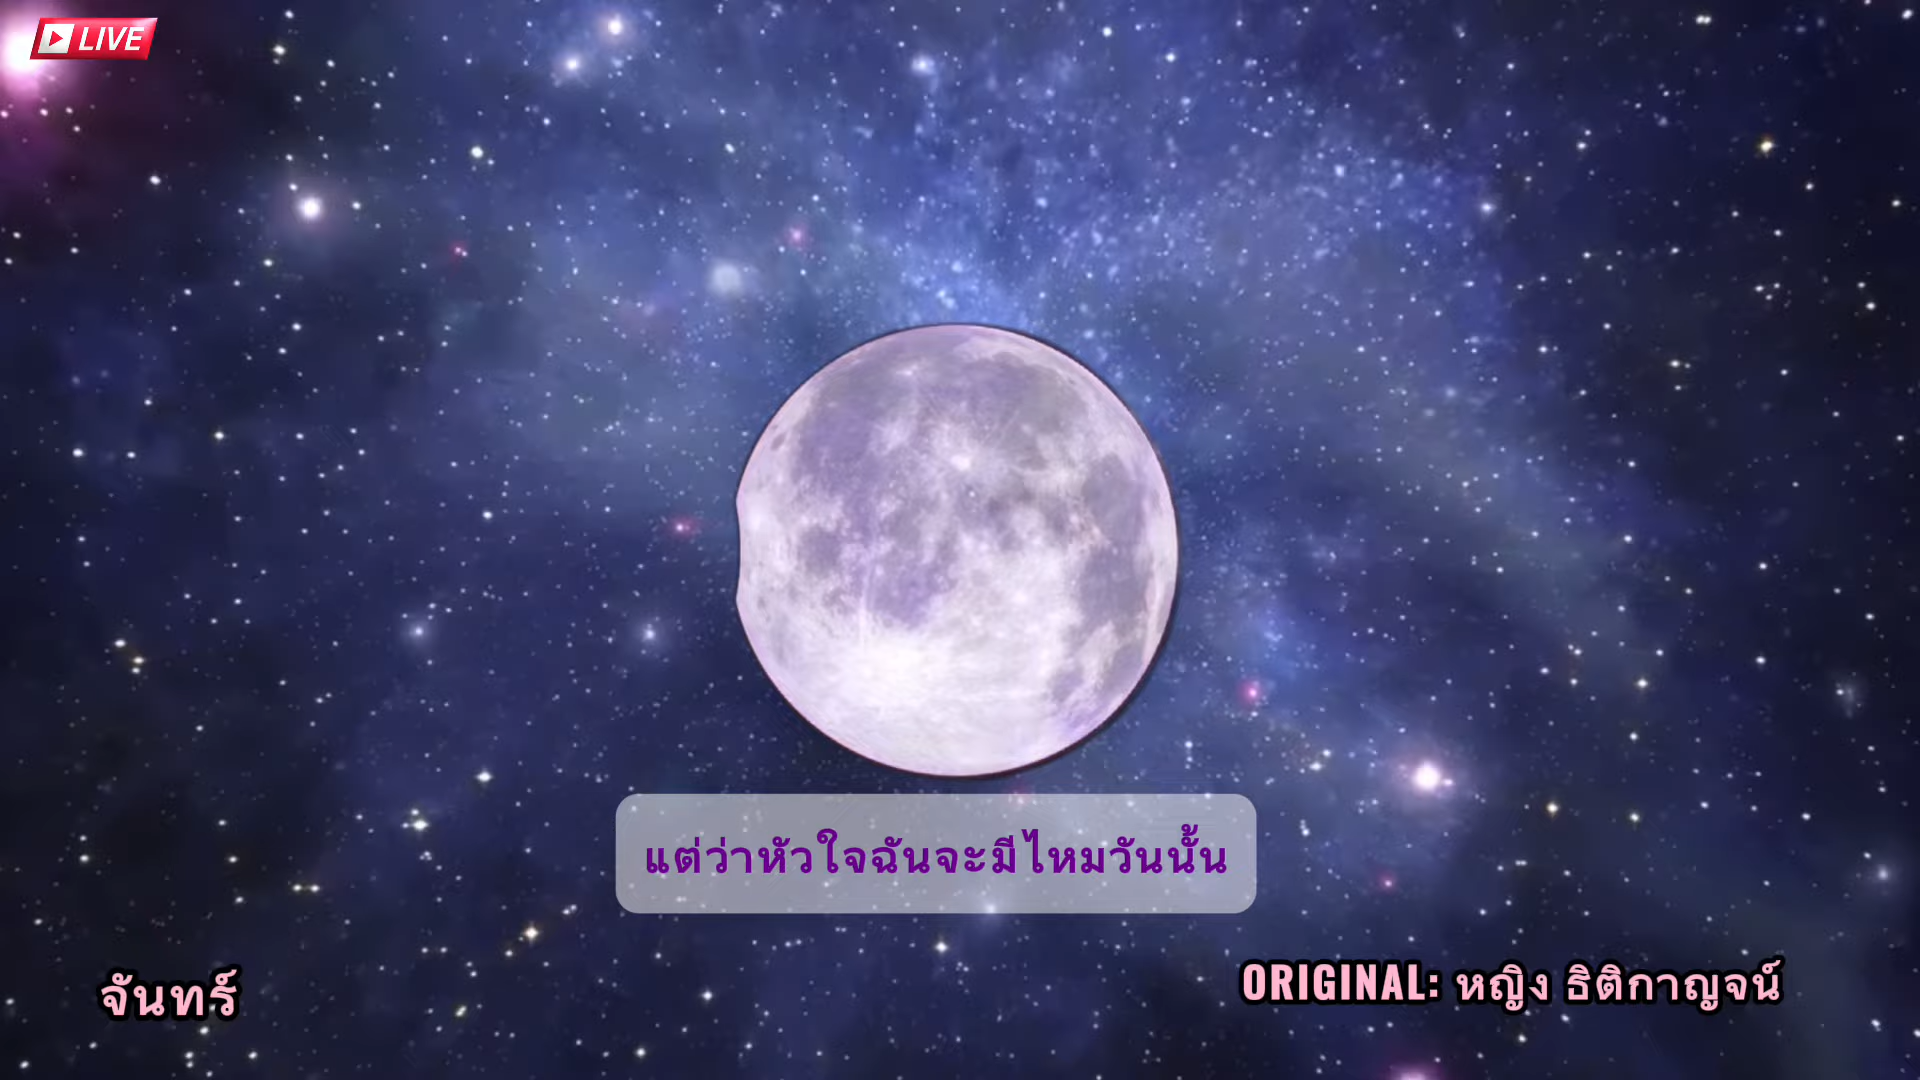 LIVE
แต่ว่าหัวใจฉันจะมีไหมวันนั้น
จันทร์
ORIGINAL: หญิง ธิติกาญจน์